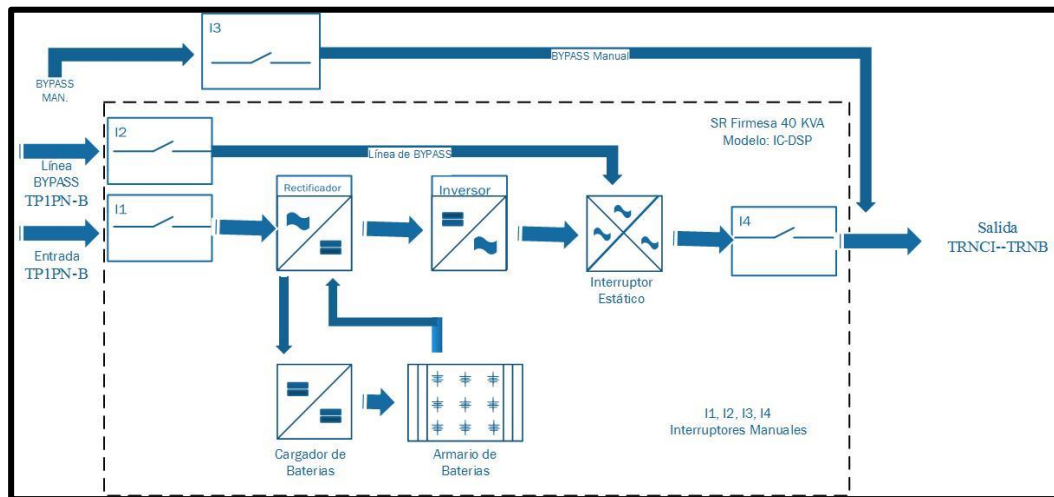 I3
BYPASS Manual
BYPASS
MAN.
SR Firmesa 40 KVA
Modelo: IC-DSP
I2
Línea de BYPASS
Línea
BYPASS
TP1PN-B
I1
Rectificador
Inversor
I4
Salida
TRNCI--TRNB
Entrada
TP1PN-B
Interruptor
Estático
I1, I2, I3, I4
Interruptores Manuales
Cargador de
Baterias
Armario de
Baterias